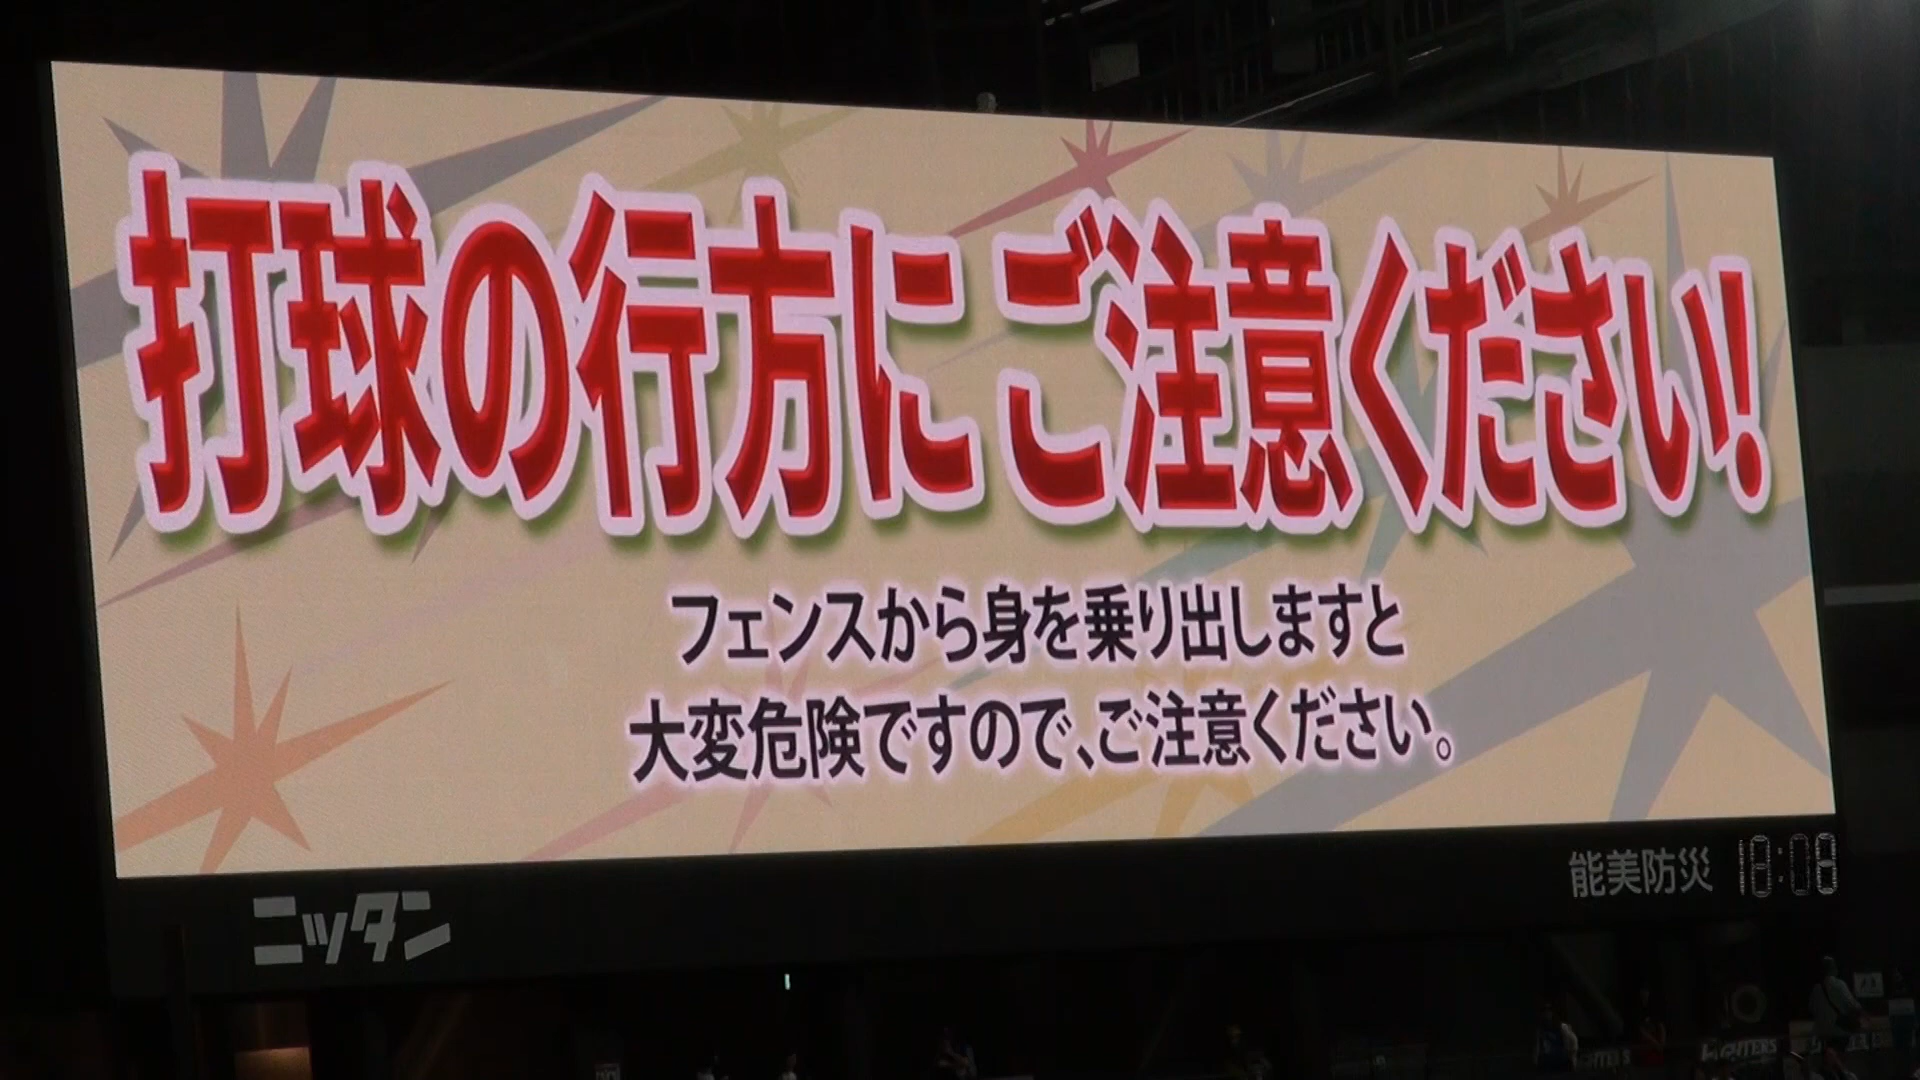 打球の行方にご注意ください!
フェンスから身を乗り出しますと
大変危険ですので、ご注意ください。
ニッタン
能美防災 18:08
FIGHTERS